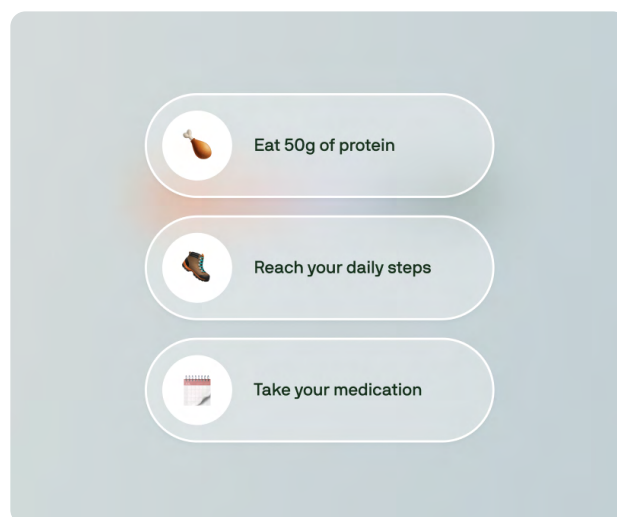 Eat 50g of protein
Reach your daily steps
Take your medication